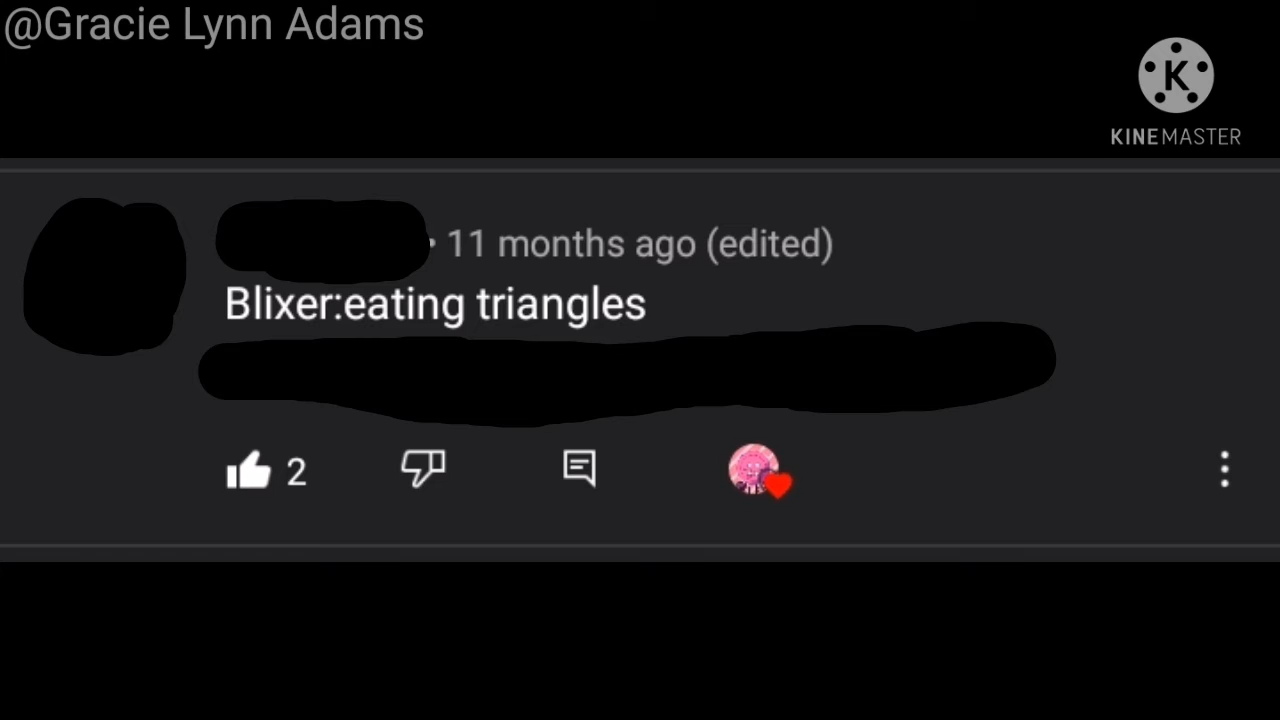 @Gracie Lynn Adams
K
KINEMASTER
• 11 months ago (edited)
Blixer:eating triangles
2